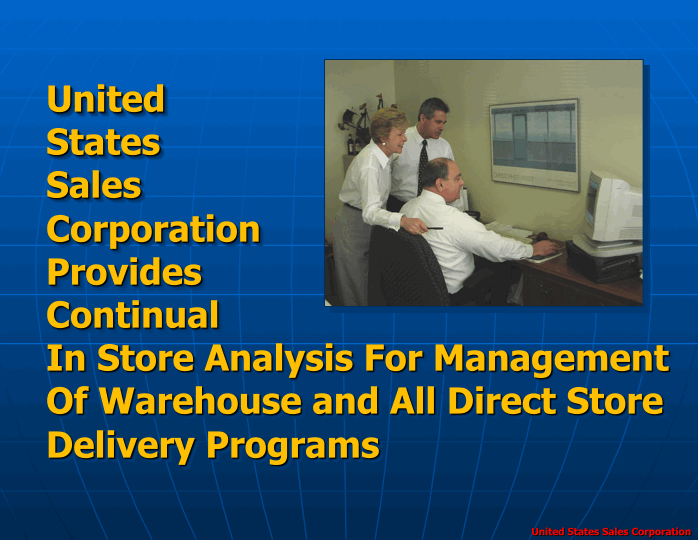 United
States
Sales
Corporation
Provides
Continual
In Store Analysis For Management
Of Warehouse and All Direct Store
Delivery Programs
United States Sales Corporation